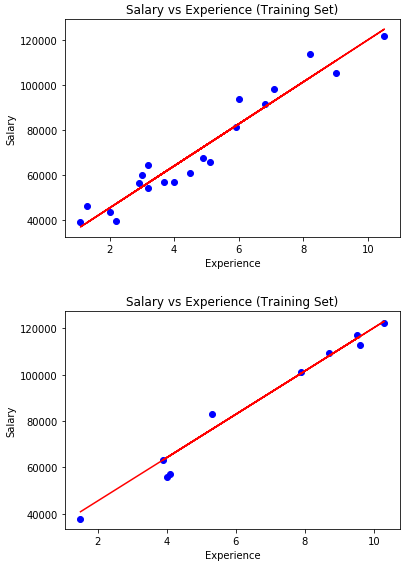 Salary vs Experience (Training Set)
120000
100000
80000
60000
40000
Salary
2 4 6 8 10
Experience
Salary vs Experience (Training Set)
120000
100000
80000
60000
40000
Salary
2 4 6 8 10
Experience